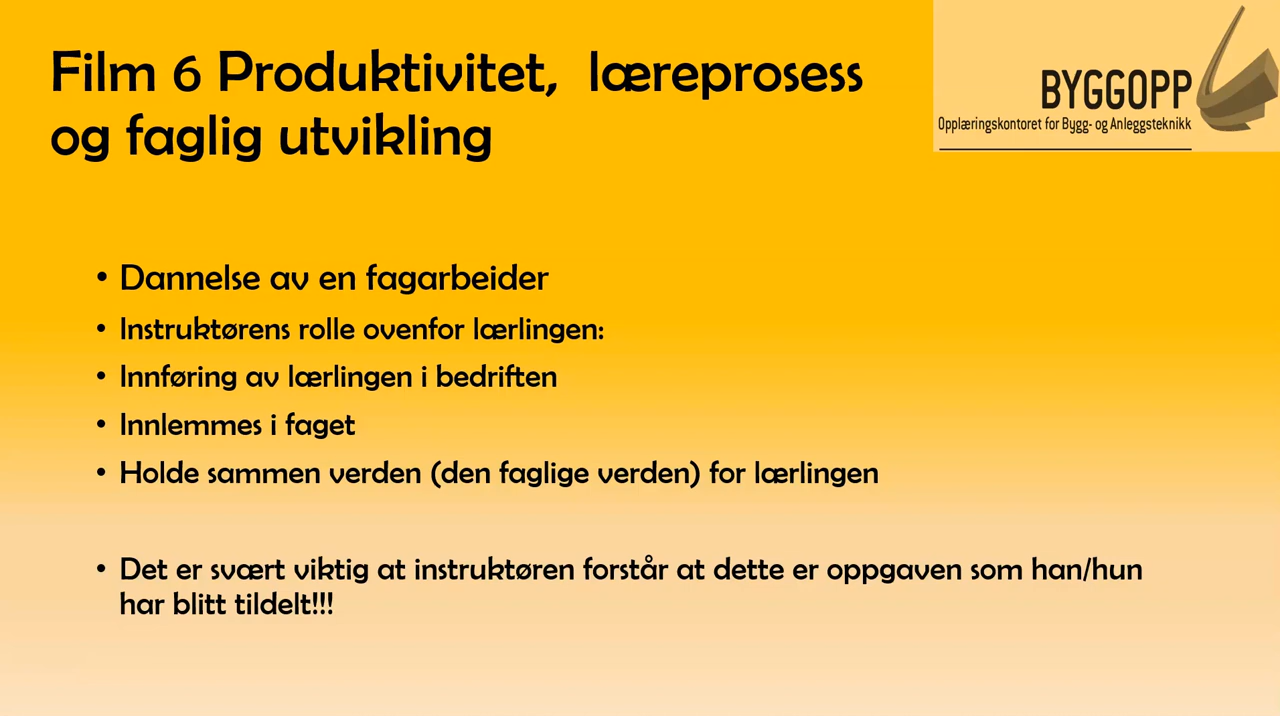 Film 6 Produktivitet,  læreprosess
og faglig utvikling
BYGGOPP
Opplæringskontoret for Bygg- og Anleggsteknikk
• Dannelse av en fagarbeider
• Instruktørens rolle ovenfor lærlingen:
• Innføring av lærlingen i bedriften
• Innlemmes i faget
• Holde sammen verden (den faglige verden) for lærlingen
• Det er svært viktig at instruktøren forstår at dette er oppgaven som han/hun
har blitt tildelt!!!